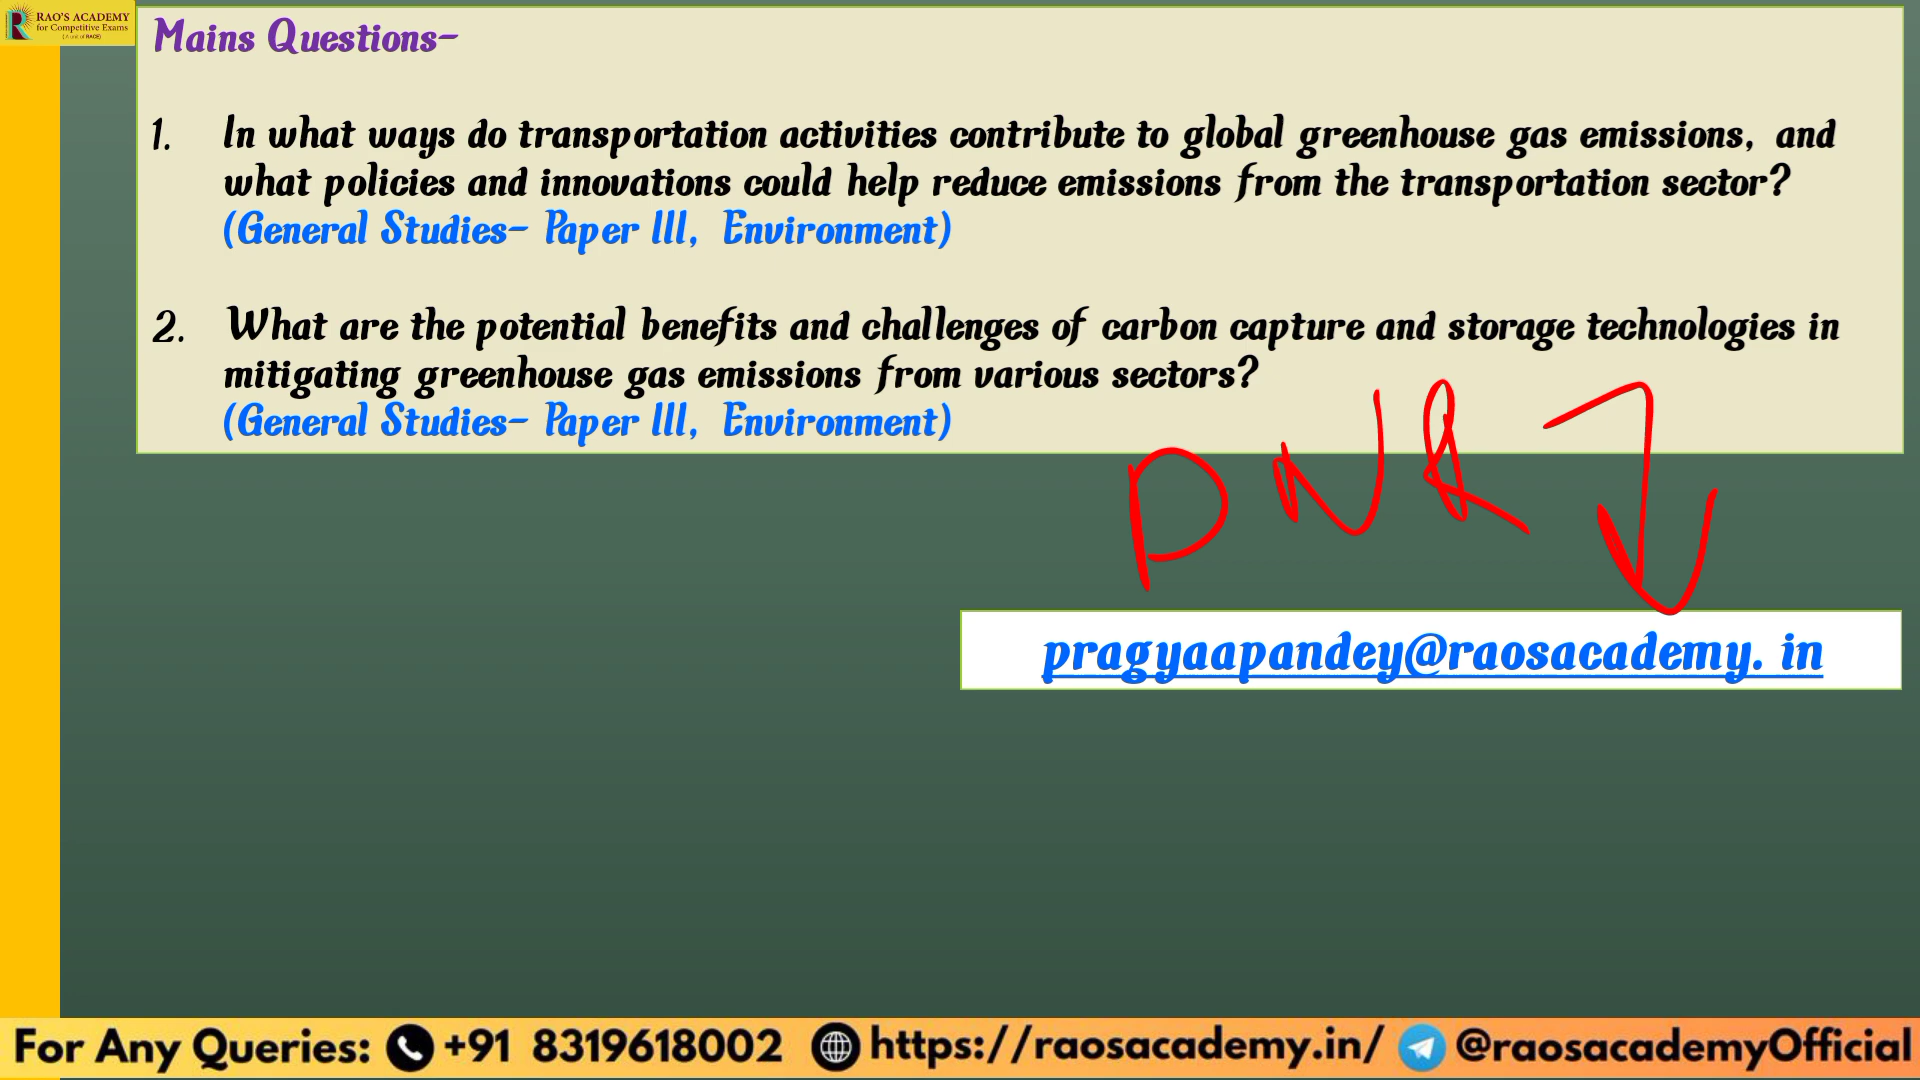 RAO'S ACADEMY
for Competitive Exams
(A unit of RACE)
Mains Questions-
1. In what ways do transportation activities contribute to global greenhouse gas emissions, and
what policies and innovations could help reduce emissions from the transportation sector?
(General Studies- Paper III, Environment)
2. What are the potential benefits and challenges of carbon capture and storage technologies in
mitigating greenhouse gas emissions from various sectors?
(General Studies- Paper III, Environment)
pragyaapandey@raosacademy. in
For Any Queries: +91 8319618002 https://raosacademy.in/ @raosacademyOfficial